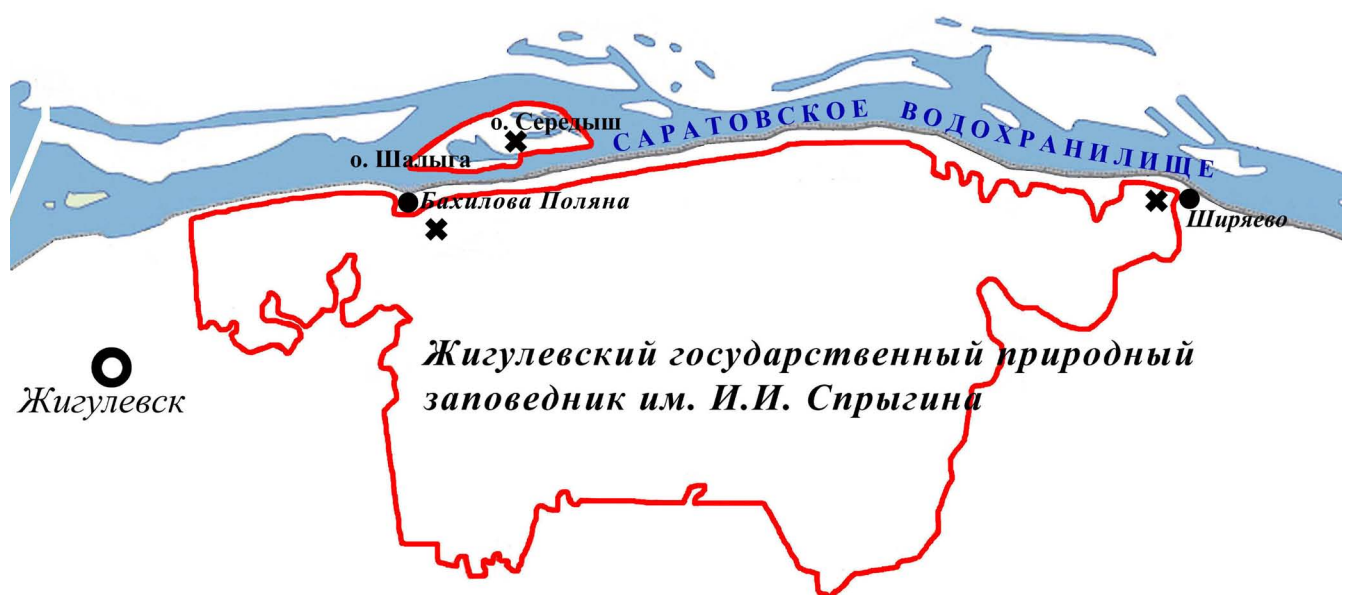 о. Середыш
САРАТОВСКОЕ ВОДОХРАНИЛИЩЕ
о. Шалыга
Бахилова Поляна
Ширяево
Жигулевский государственный природный
заповедник им. И.И. Спрыгина
Жигулевск